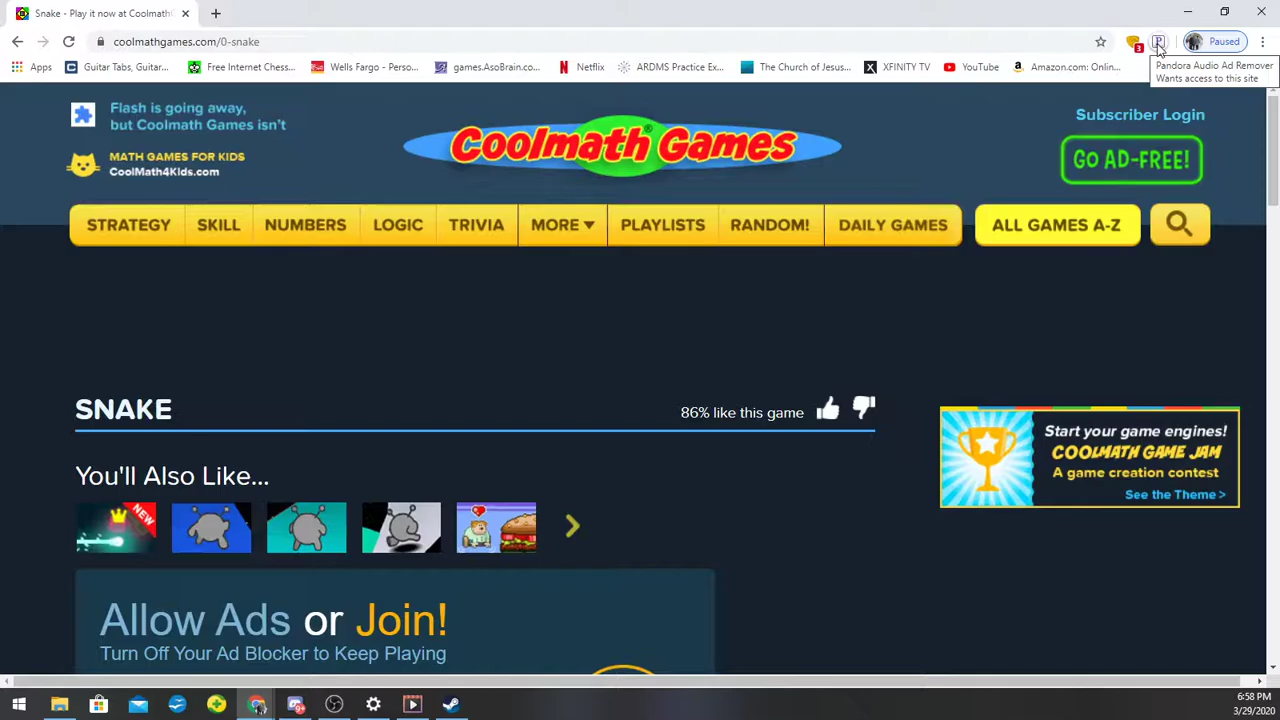 Snake - Play it now at Coolmath
coolmathgames.com/0-snake
3
Paused
Apps
Guitar Tabs, Guitar...
Free Internet Chess...
Wells Fargo - Perso...
games.AsoBrain.co...
Netflix
ARDMS Practice Ex...
The Church of Jesus...
XFINITY TV
YouTube
Amazon.com: Onlin...
Pandora Audio Ad Remover
Wants access to this site
Flash is going away,
but Coolmath Games isn't
MATH GAMES FOR KIDS
CoolMath4Kids.com
Coolmath Games®
Subscriber Login
GO AD-FREE!
STRATEGY
SKILL
NUMBERS
LOGIC
TRIVIA
MORE
PLAYLISTS
RANDOM!
DAILY GAMES
ALL GAMES A-Z
SNAKE
86% like this game
Start your game engines!
COOLMATH GAME JAM
A game creation contest
See the Theme >
You'll Also Like...
NEW
Allow Ads or Join!
Turn Off Your Ad Blocker to Keep Playing
6:58 PM
3/29/2020